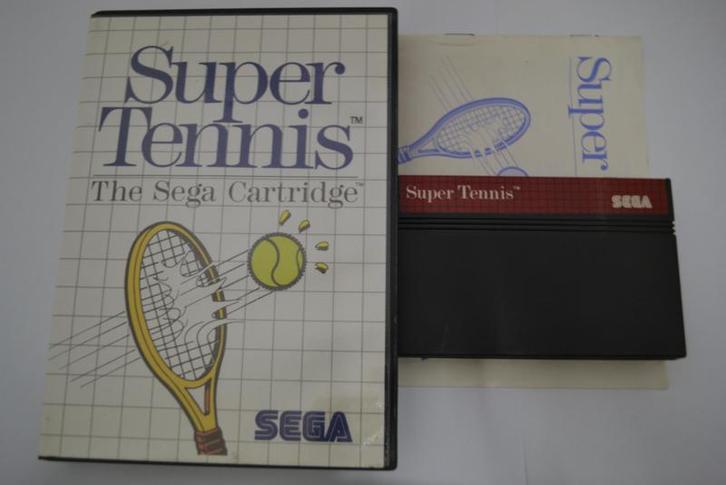 Super
Tennis™
The Sega Cartridge™
SEGA
Super
Super Tennis™
SEGA